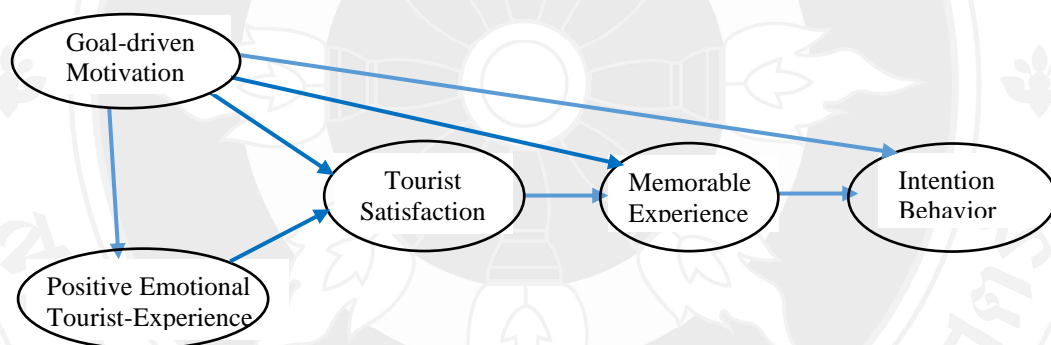 Goal-driven
Motivation
Tourist
Satisfaction
Memorable
Experience
Intention
Behavior
Positive Emotional
Tourist-Experience